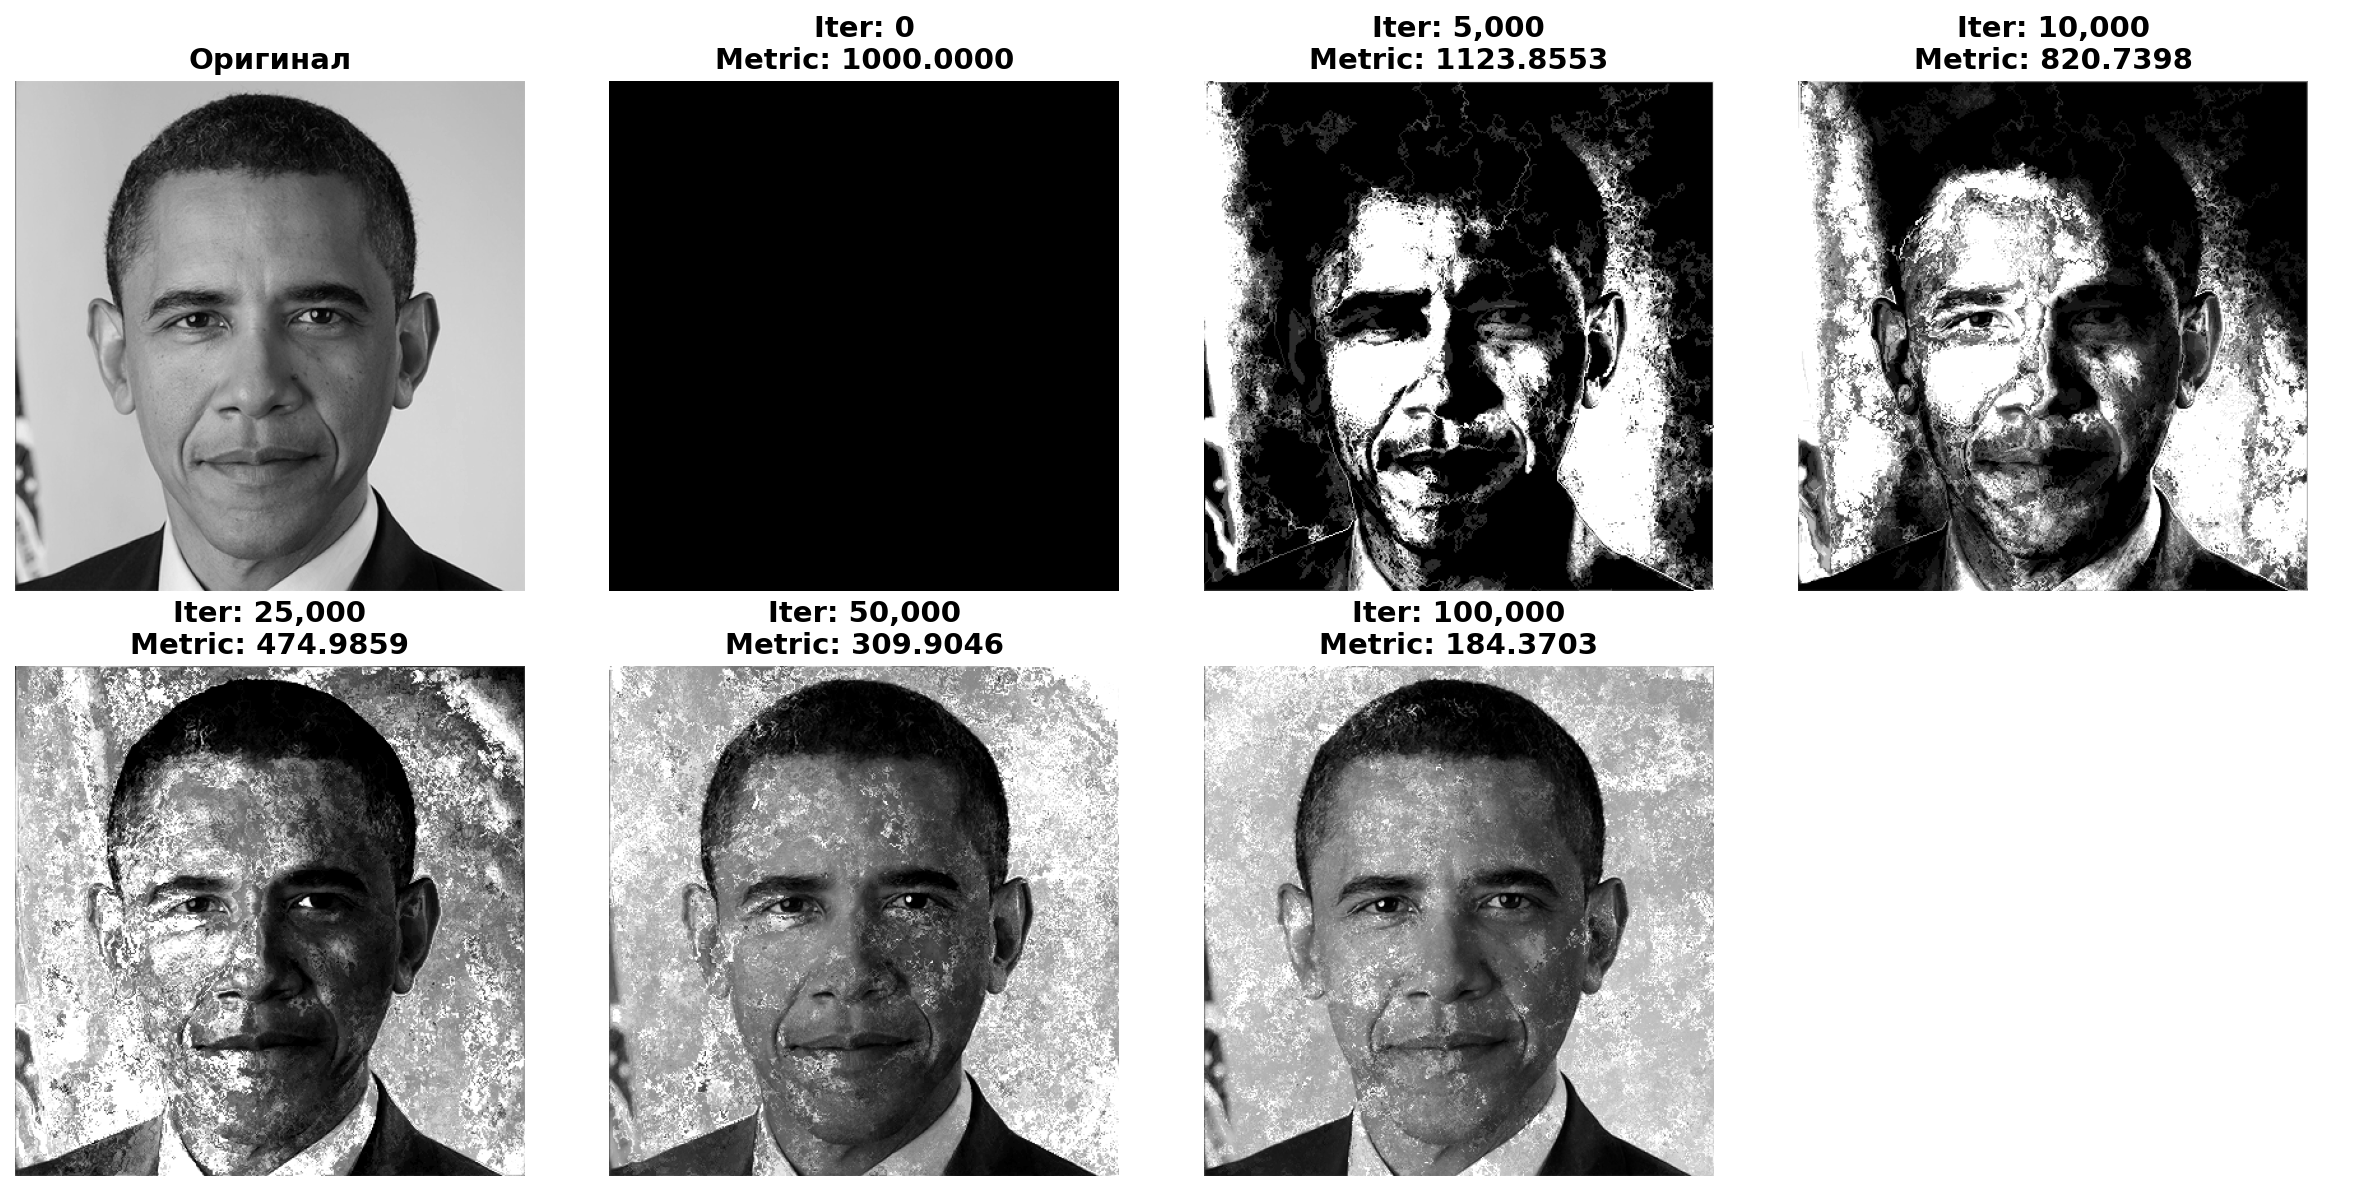 Оригинал
Iter: 0
Metric: 1000.0000
Iter: 5,000
Metric: 1123.8553
Iter: 10,000
Metric: 820.7398
Iter: 25,000
Metric: 474.9859
Iter: 50,000
Metric: 309.9046
Iter: 100,000
Metric: 184.3703